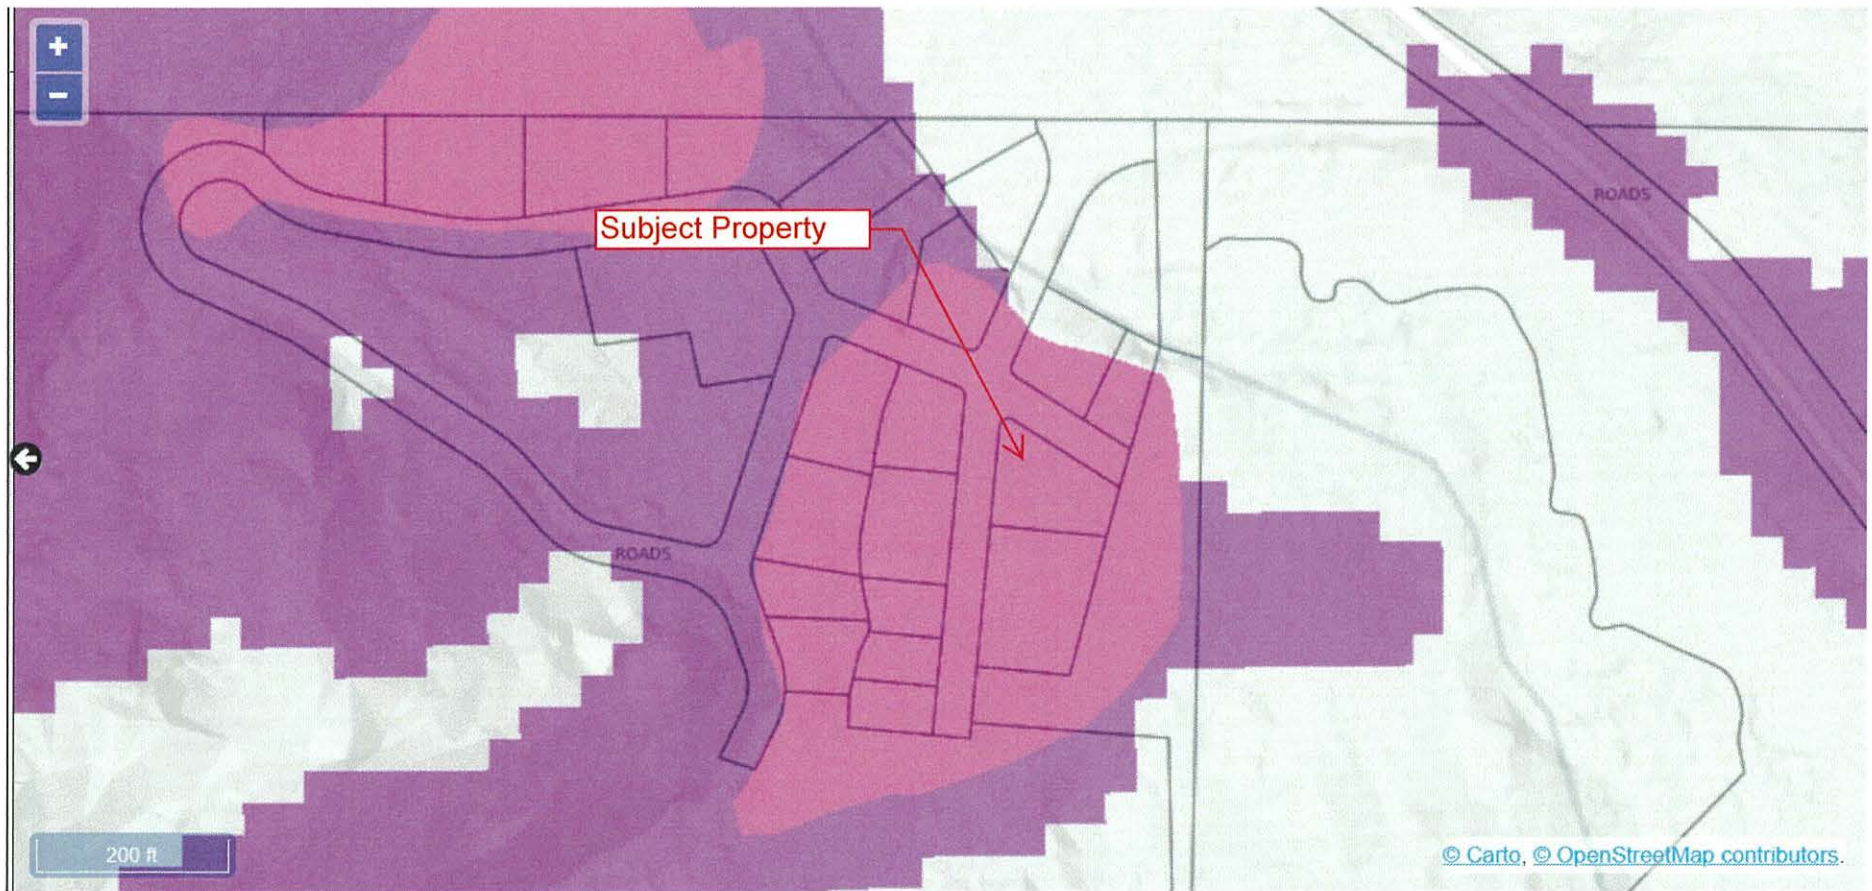 +
−
ROADS
Subject Property
ROADS
200 ft
© Carto, © OpenStreetMap contributors.